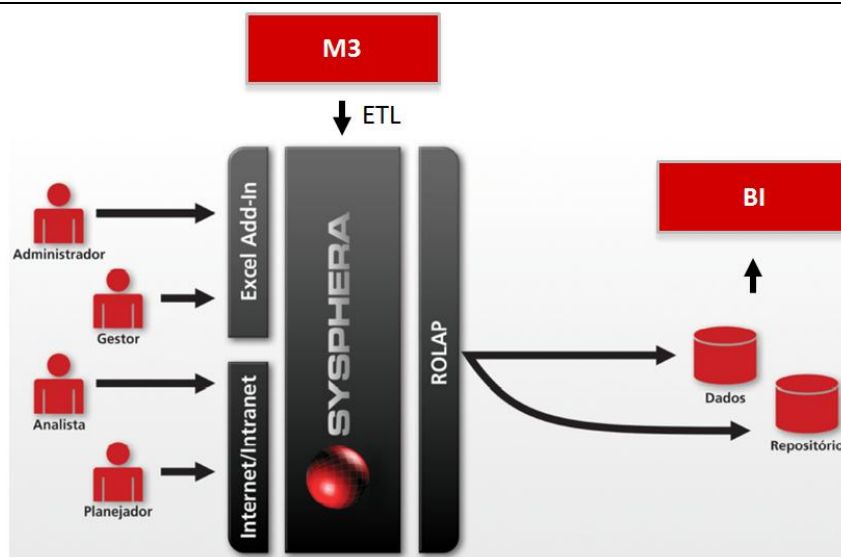 M3
ETL
Administrador
Gestor
Analista
Planejador
Excel Add-In
Internet/Intranet
SYSPHERA
ROLAP
BI
Dados
Repositório